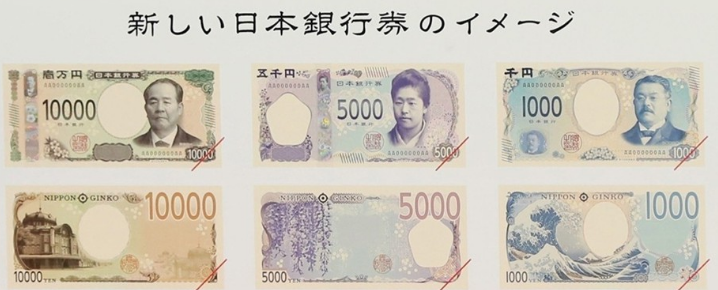 新しい日本銀行券のイメージ
壱万円 日本銀行券 AA000000AA
10000
日本銀行
10000
五千円 日本銀行券
5000
日本銀行
AA000000AA 5000
千円 日本銀行券 AA000000AA
1000
日本銀行
AA000000AA 1000
NIPPON GINKO 10000
10000 YEN
NIPPON GINKO 5000
5000 YEN
NIPPON GINKO 1000
1000 YEN